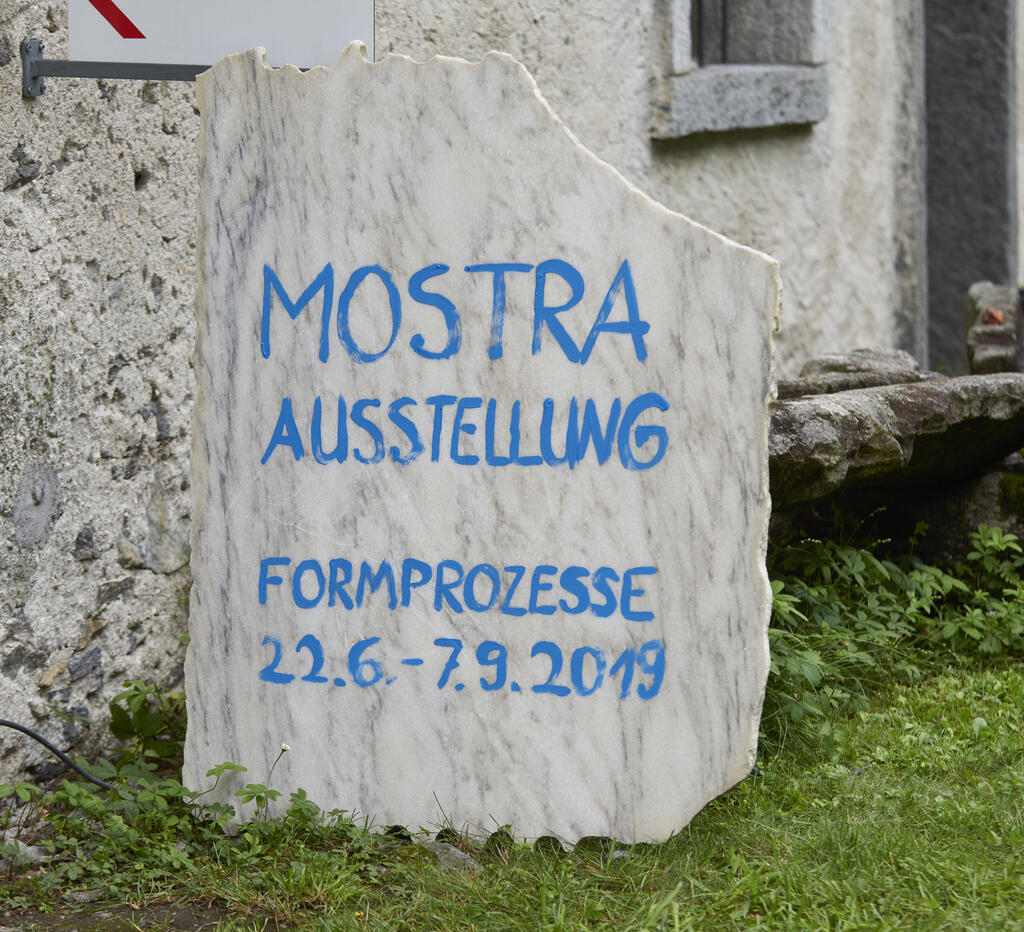 MOSTRA
AUSSTELLUNG
FORMPROZESSE
22.6.-7.9.2019